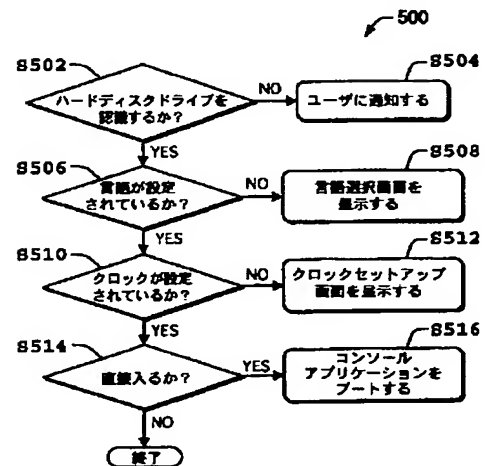 500
S502
ハードディスクドライブを
認識するか?
NO
S504
ユーザに通知する
YES
S506
言語が設定
されているか?
NO
S508
言語選択画面を
呈示する
YES
S510
クロックが設定
されているか?
NO
S512
クロックセットアップ
画面を呈示する
YES
S514
直接入るか?
YES
S516
コンソール
アプリケーションを
ブートする
NO
終了